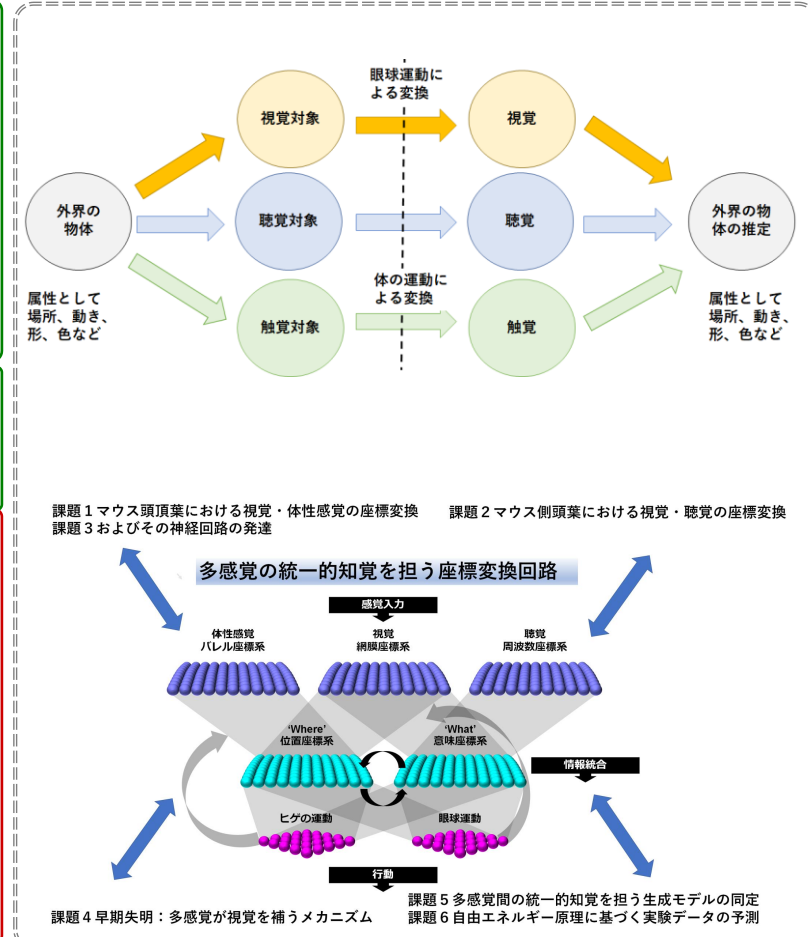 眼球運動に
よる変換
視覚対象
視覚
外界の
物体
聴覚対象
聴覚
外界の物
体の推定
体の運動に
よる変換
属性として
場所、動き、
形、色など
触覚対象
触覚
属性として
場所、動き、
形、色など
課題１マウス頭頂葉における視覚・体性感覚の座標変換
課題３およびその神経回路の発達
課題２マウス側頭葉における視覚・聴覚の座標変換
多感覚の統一的知覚を担う座標変換回路
感覚入力
体性感覚
バレル座標系
視覚
網膜座標系
聴覚
周波数座標系
‘Where’
位置座標系
‘What’
意味座標系
情報統合
ヒゲの運動
眼球運動
行動
課題４早期失明：多感覚が視覚を補うメカニズム
課題５多感覚間の統一的知覚を担う生成モデルの同定
課題６自由エネルギー原理に基づく実験データの予測